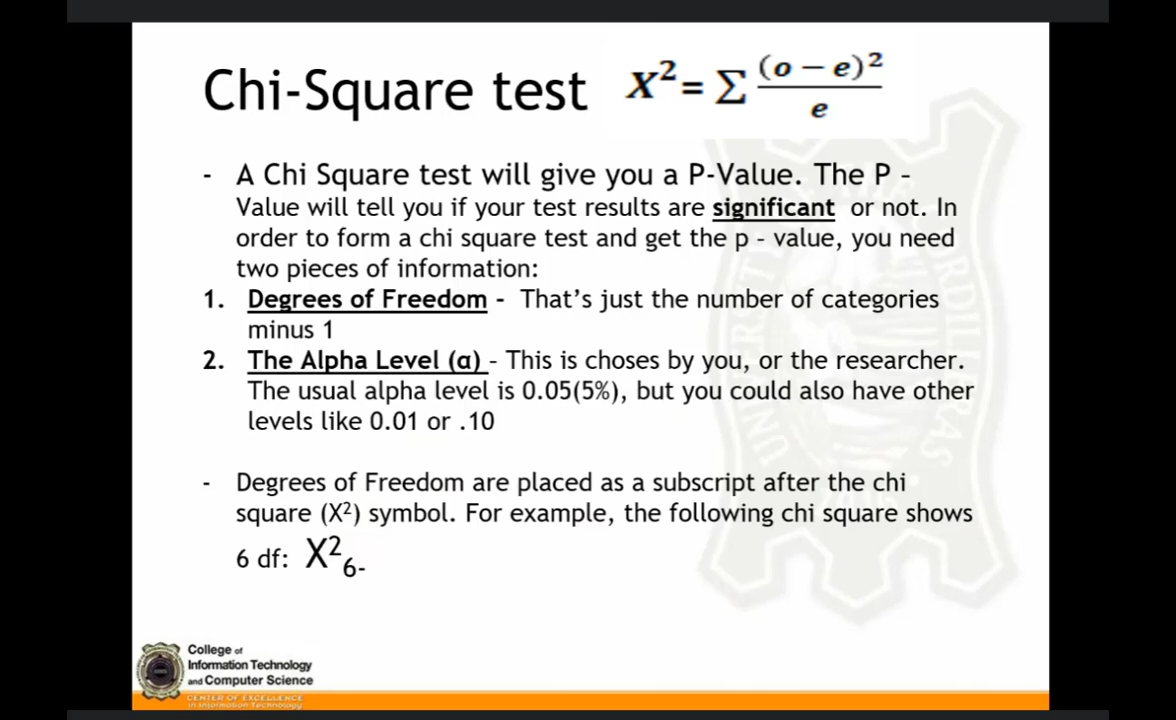 Chi-Square test X² = Σ (o − e)² / e
- A Chi Square test will give you a P-Value. The P -
Value will tell you if your test results are significant or not. In
order to form a chi square test and get the p - value, you need
two pieces of information:
1. Degrees of Freedom - That’s just the number of categories
minus 1
2. The Alpha Level (α) - This is choses by you, or the researcher.
The usual alpha level is 0.05(5%), but you could also have other
levels like 0.01 or .10
- Degrees of Freedom are placed as a subscript after the chi
square (X²) symbol. For example, the following chi square shows
6 df: X²₆-
College of
Information Technology
and Computer Science
CENTER OF EXCELLENCE
in Information Technology
UNIVERSITY
CORDILLERAS